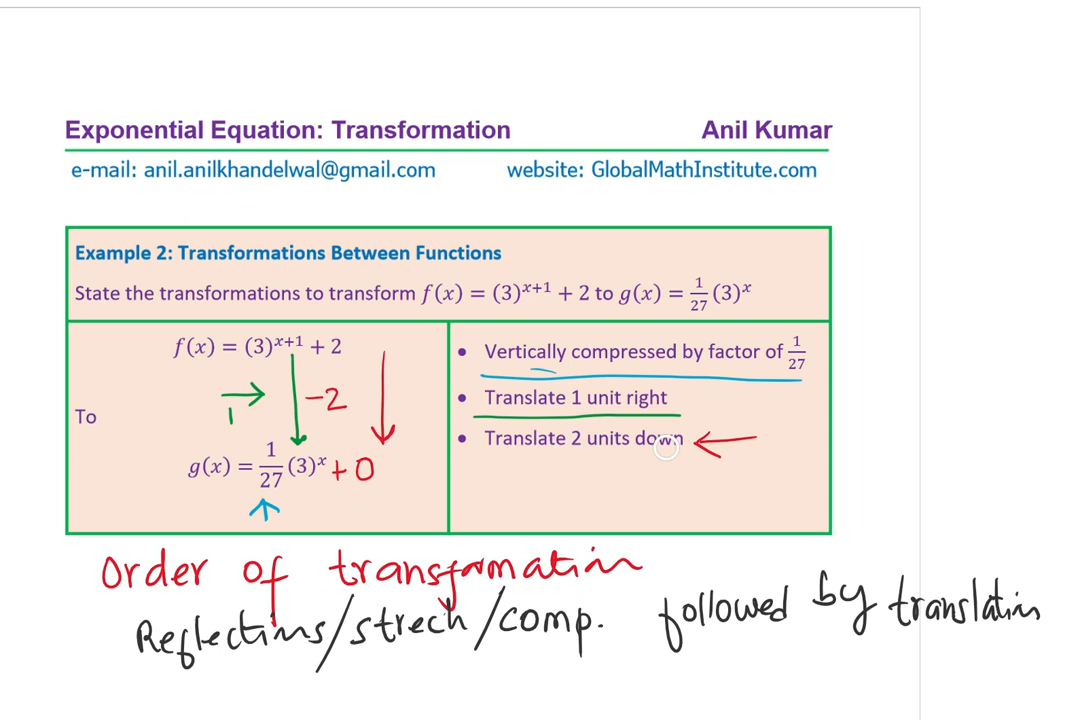 Exponential Equation: Transformation Anil Kumar
e-mail: anil.anilkhandelwal@gmail.com website: GlobalMathInstitute.com
Example 2: Transformations Between Functions
State the transformations to transform f(x) = (3)^{x+1} + 2 to g(x) = 1/27 (3)^x
f(x) = (3)^{x+1} + 2
1 → -2
To
g(x) = 1/27 (3)^x + 0
• Vertically compressed by factor of 1/27
• Translate 1 unit right
• Translate 2 units down
Order of transformation
Reflections/strech/comp. followed by translation